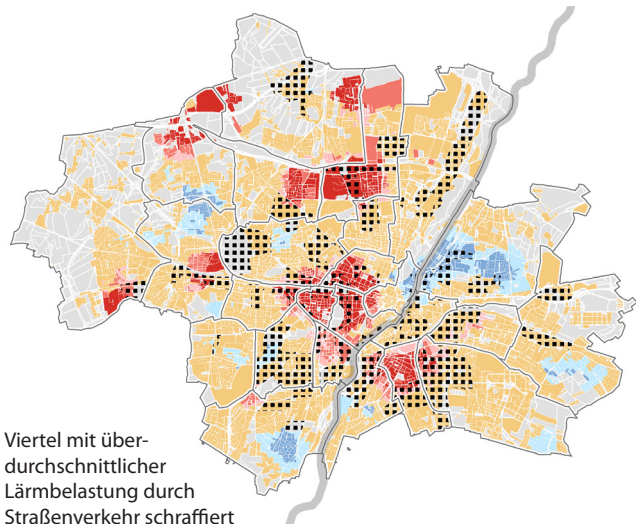 Viertel mit über-
durchschnittlicher
Lärmbelastung durch
Straßenverkehr schraffiert